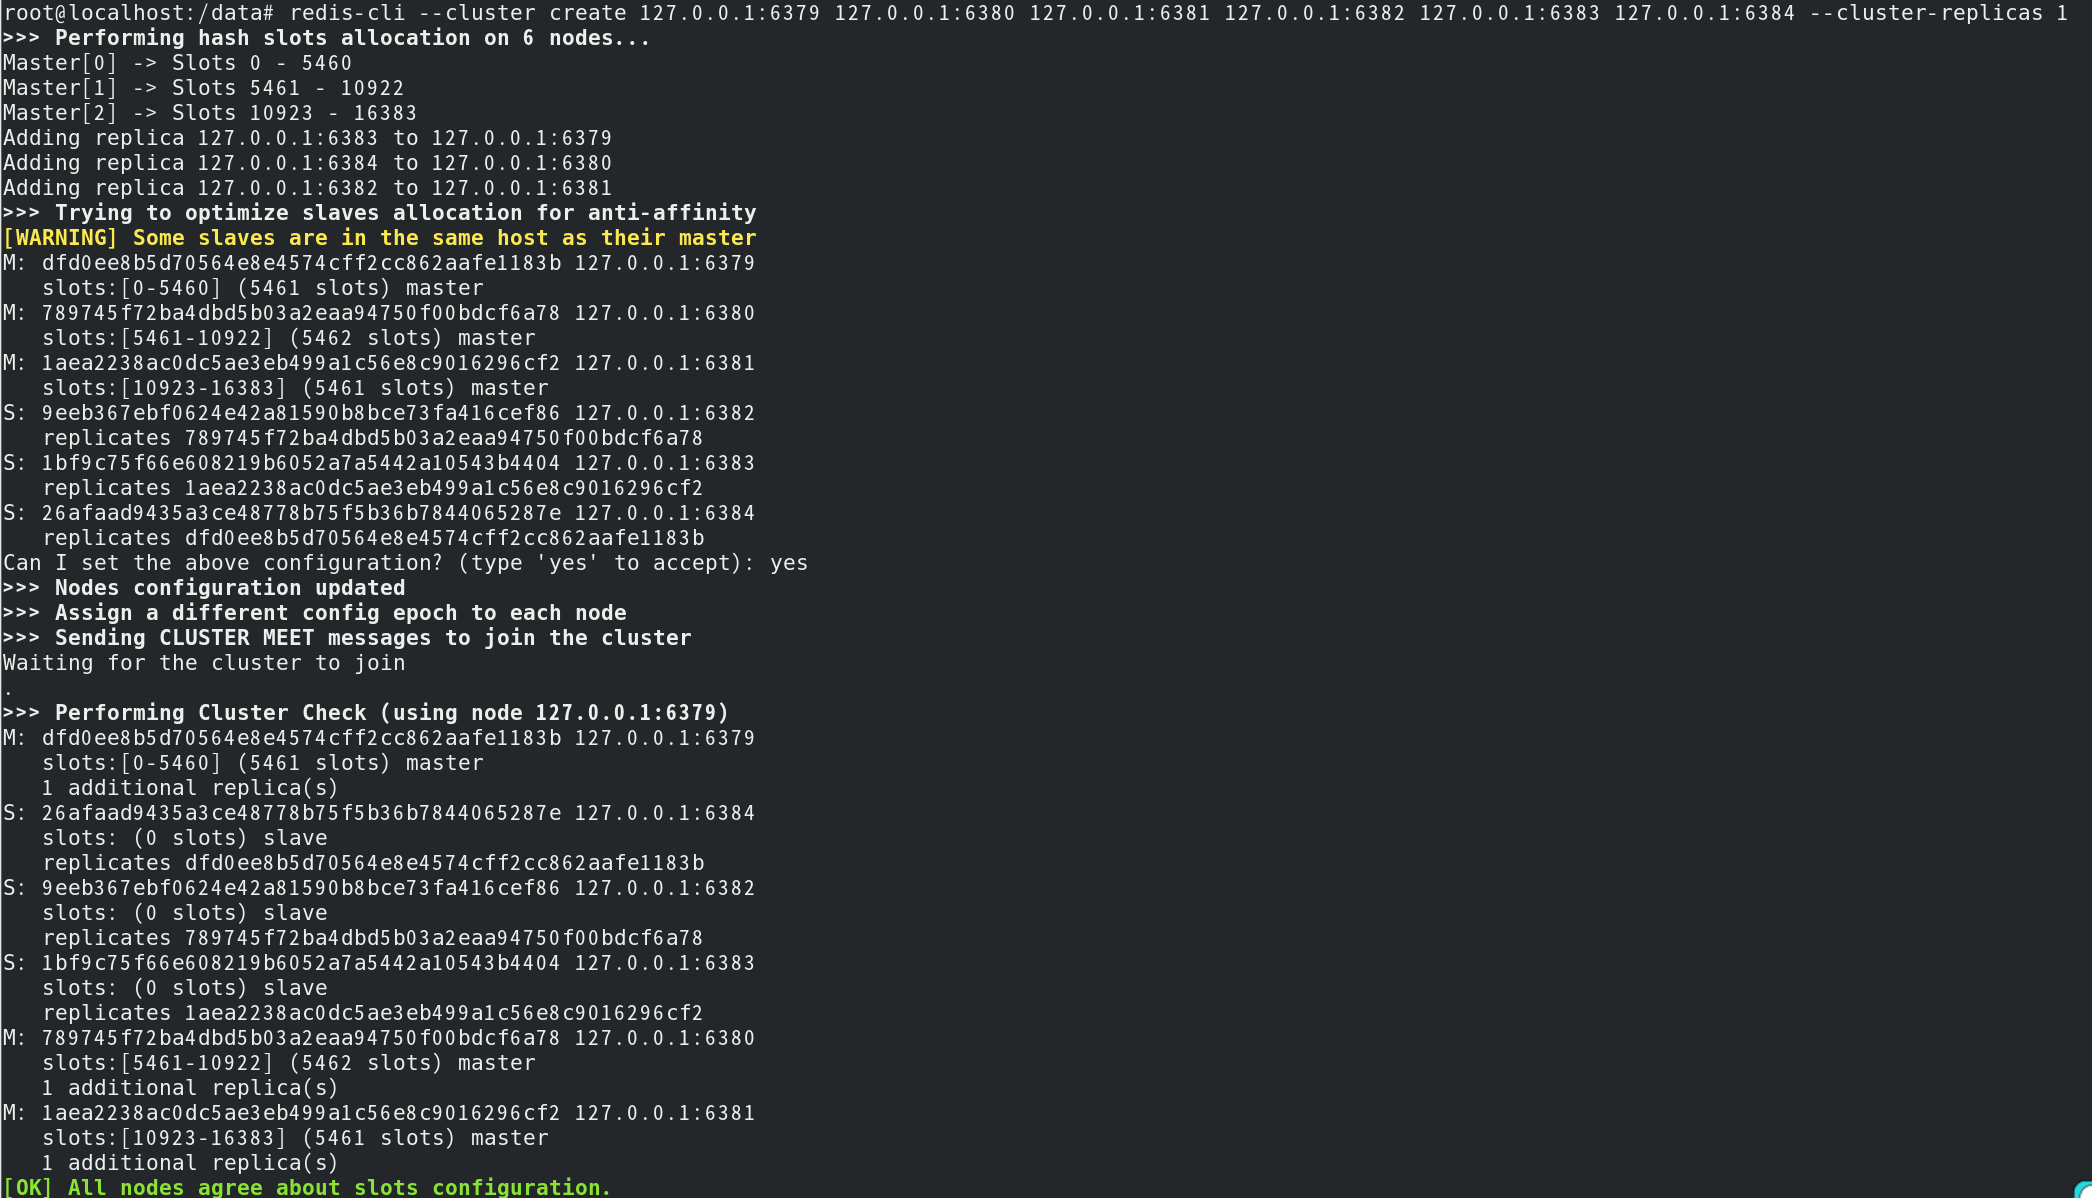 root@localhost:/data# redis-cli --cluster create 127.0.0.1:6379 127.0.0.1:6380 127.0.0.1:6381 127.0.0.1:6382 127.0.0.1:6383 127.0.0.1:6384 --cluster-replicas 1
>>> Performing hash slots allocation on 6 nodes...
Master[0] -> Slots 0 - 5460
Master[1] -> Slots 5461 - 10922
Master[2] -> Slots 10923 - 16383
Adding replica 127.0.0.1:6383 to 127.0.0.1:6379
Adding replica 127.0.0.1:6384 to 127.0.0.1:6380
Adding replica 127.0.0.1:6382 to 127.0.0.1:6381
>>> Trying to optimize slaves allocation for anti-affinity
[WARNING] Some slaves are in the same host as their master
M: dfd0ee8b5d70564e8e4574cff2cc862aafe1183b 127.0.0.1:6379
   slots:[0-5460] (5461 slots) master
M: 789745f72ba4dbd5b03a2eaa94750f00bdcf6a78 127.0.0.1:6380
   slots:[5461-10922] (5462 slots) master
M: 1aea2238ac0dc5ae3eb499a1c56e8c9016296cf2 127.0.0.1:6381
   slots:[10923-16383] (5461 slots) master
S: 9eeb367ebf0624e42a81590b8bce73fa416cef86 127.0.0.1:6382
   replicates 789745f72ba4dbd5b03a2eaa94750f00bdcf6a78
S: 1bf9c75f66e608219b6052a7a5442a10543b4404 127.0.0.1:6383
   replicates 1aea2238ac0dc5ae3eb499a1c56e8c9016296cf2
S: 26afaad9435a3ce48778b75f5b36b7844065287e 127.0.0.1:6384
   replicates dfd0ee8b5d70564e8e4574cff2cc862aafe1183b
Can I set the above configuration? (type 'yes' to accept): yes
>>> Nodes configuration updated
>>> Assign a different config epoch to each node
>>> Sending CLUSTER MEET messages to join the cluster
Waiting for the cluster to join
.
>>> Performing Cluster Check (using node 127.0.0.1:6379)
M: dfd0ee8b5d70564e8e4574cff2cc862aafe1183b 127.0.0.1:6379
   slots:[0-5460] (5461 slots) master
   1 additional replica(s)
S: 26afaad9435a3ce48778b75f5b36b7844065287e 127.0.0.1:6384
   slots: (0 slots) slave
   replicates dfd0ee8b5d70564e8e4574cff2cc862aafe1183b
S: 9eeb367ebf0624e42a81590b8bce73fa416cef86 127.0.0.1:6382
   slots: (0 slots) slave
   replicates 789745f72ba4dbd5b03a2eaa94750f00bdcf6a78
S: 1bf9c75f66e608219b6052a7a5442a10543b4404 127.0.0.1:6383
   slots: (0 slots) slave
   replicates 1aea2238ac0dc5ae3eb499a1c56e8c9016296cf2
M: 789745f72ba4dbd5b03a2eaa94750f00bdcf6a78 127.0.0.1:6380
   slots:[5461-10922] (5462 slots) master
   1 additional replica(s)
M: 1aea2238ac0dc5ae3eb499a1c56e8c9016296cf2 127.0.0.1:6381
   slots:[10923-16383] (5461 slots) master
   1 additional replica(s)
[OK] All nodes agree about slots configuration.